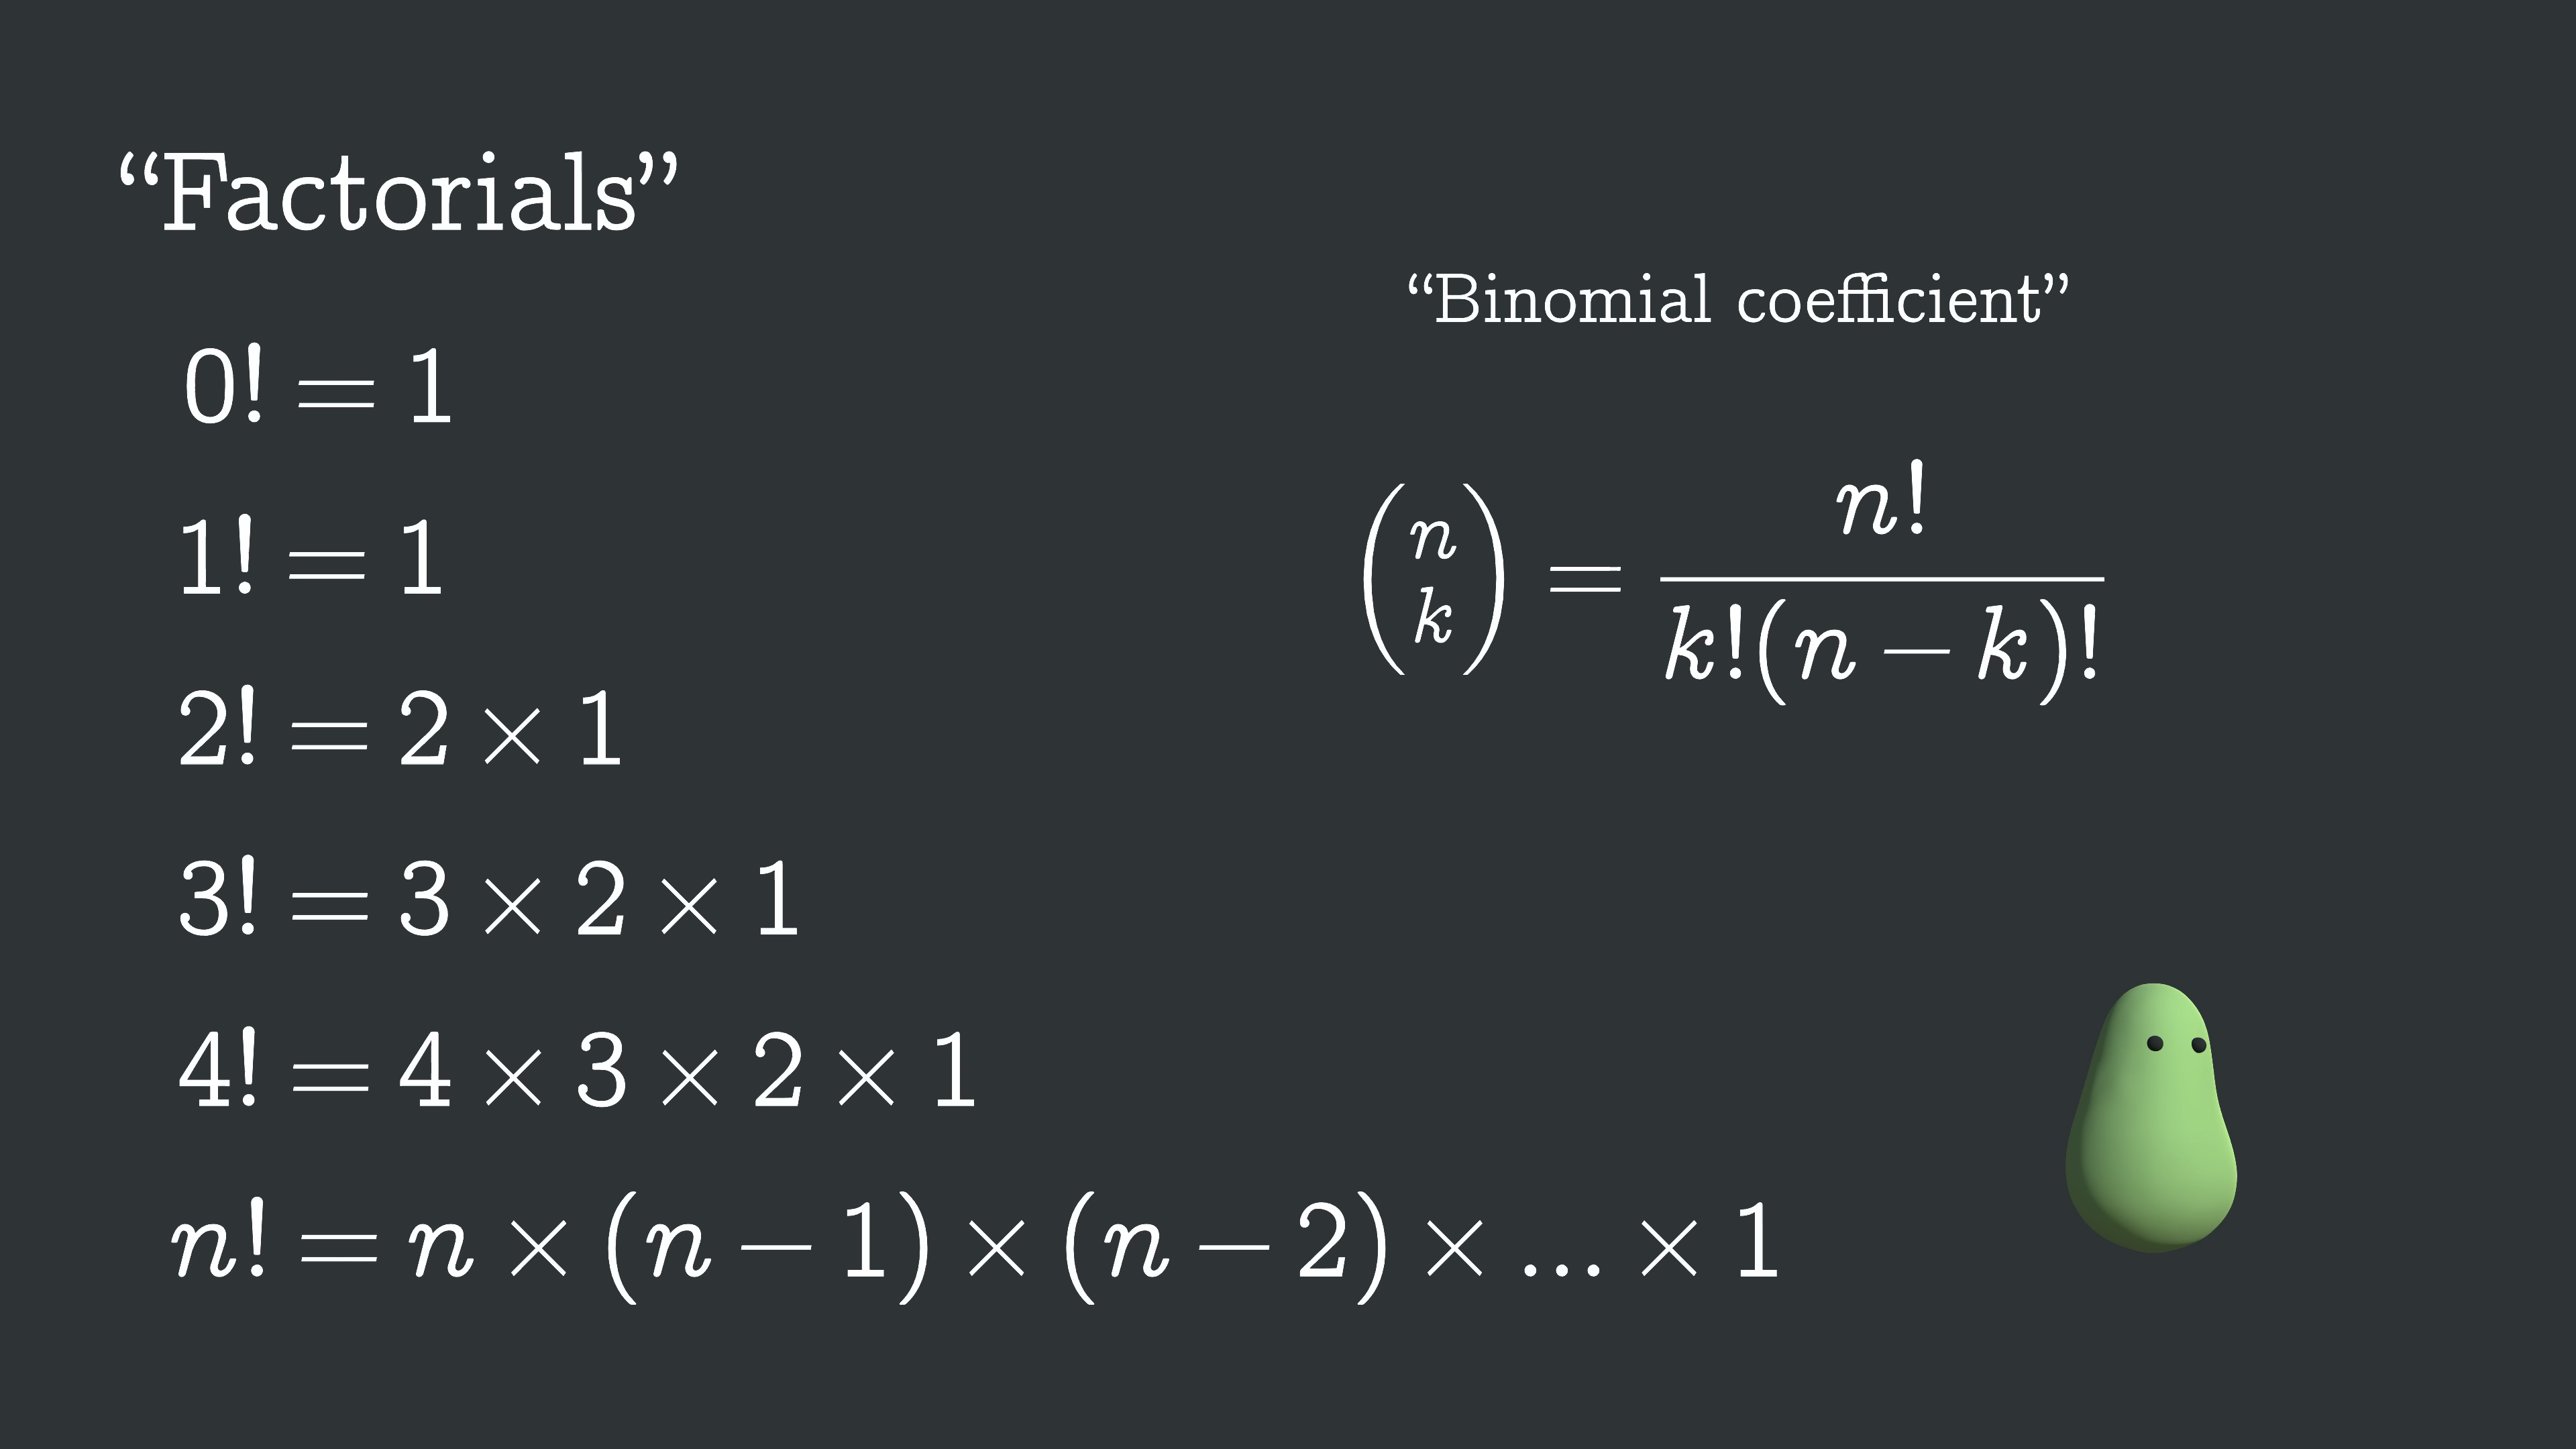 “Factorials”
0! = 1
1! = 1
2! = 2 × 1
3! = 3 × 2 × 1
4! = 4 × 3 × 2 × 1
n! = n × (n − 1) × (n − 2) × ... × 1
“Binomial coefficient”
(n k) = n! / k!(n − k)!